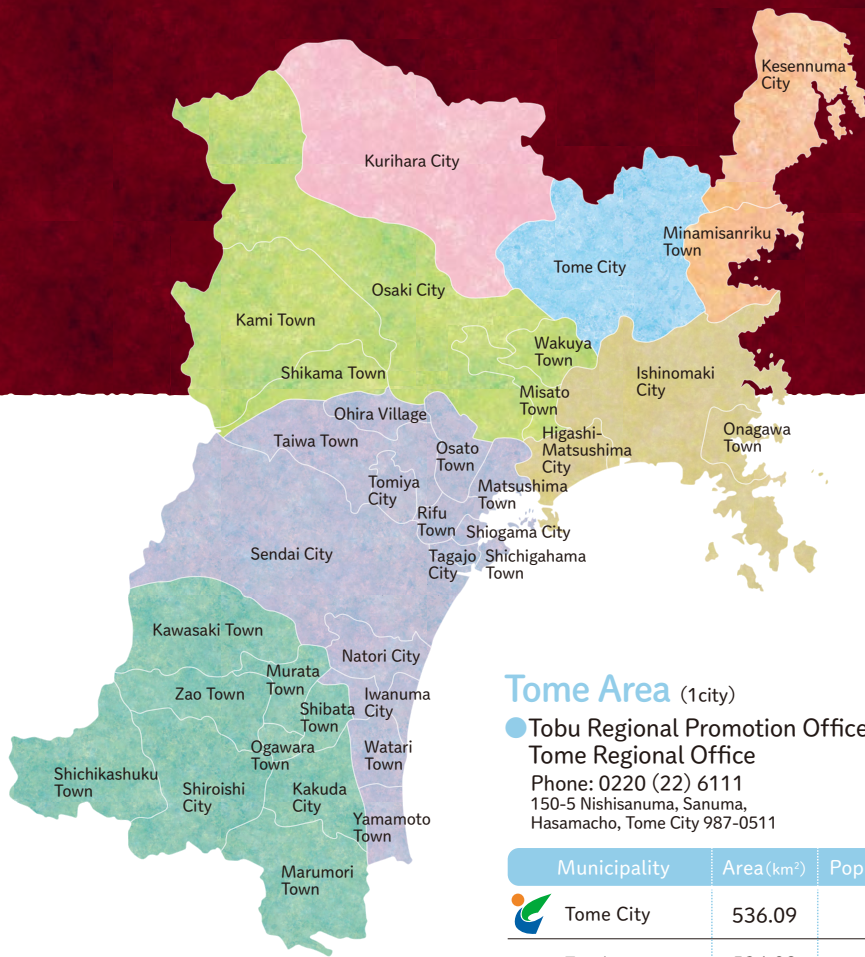 Kesennuma
City
Kurihara City
Minamisanriku
Town
Tome City
Osaki City
Kami Town
Wakuya
Town
Shikama Town
Ishinomaki
City
Misato
Town
Ohira Village
Taiwa Town
Higashi-
Matsushima
City
Onagawa
Town
Osato
Town
Tomiya
City
Matsushima
Town
Rifu
Town
Shiogama City
Sendai City
Tagajo
City
Shichigahama
Town
Kawasaki Town
Natori City
Murata
Town
Zao Town
Iwanuma
City
Shibata
Town
Ogawara
Town
Watari
Town
Shichikashuku
Town
Shiroishi
City
Kakuda
City
Yamamoto
Town
Marumori
Town
Tome Area (1city)
Tobu Regional Promotion Office
Tome Regional Office
Phone: 0220 (22) 6111
150-5 Nishisanuma, Sanuma,
Hasamacho, Tome City 987-0511
Municipality Area(km²) Pop
Tome City 536.09